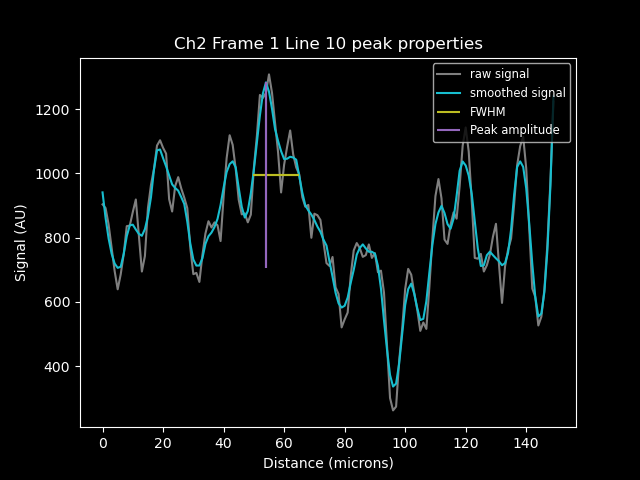 Ch2 Frame 1 Line 10 peak properties
raw signal
smoothed signal
FWHM
Peak amplitude
Signal (AU)
1200
1000
800
600
400
0 20 40 60 80 100 120 140
Distance (microns)